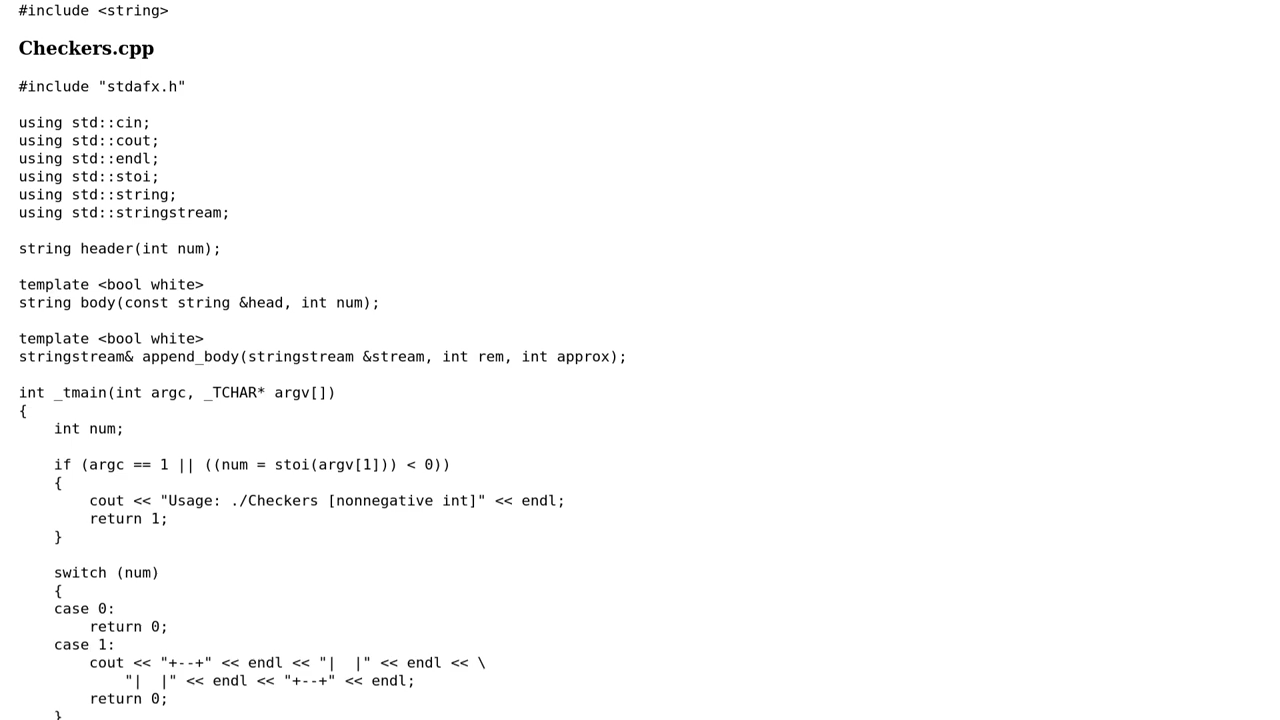 #include <string>
Checkers.cpp
#include "stdafx.h"
using std::cin;
using std::cout;
using std::endl;
using std::stoi;
using std::string;
using std::stringstream;
string header(int num);
template <bool white>
string body(const string &head, int num);
template <bool white>
stringstream& append_body(stringstream &stream, int rem, int approx);
int _tmain(int argc, _TCHAR* argv[])
{
    int num;
    if (argc == 1 || ((num = stoi(argv[1])) < 0))
    {
        cout << "Usage: ./Checkers [nonnegative int]" << endl;
        return 1;
    }
    switch (num)
    {
    case 0:
        return 0;
    case 1:
        cout << "+--+" << endl << "|  |" << endl << \
            "|  |" << endl << "+--+" << endl;
        return 0;
    }